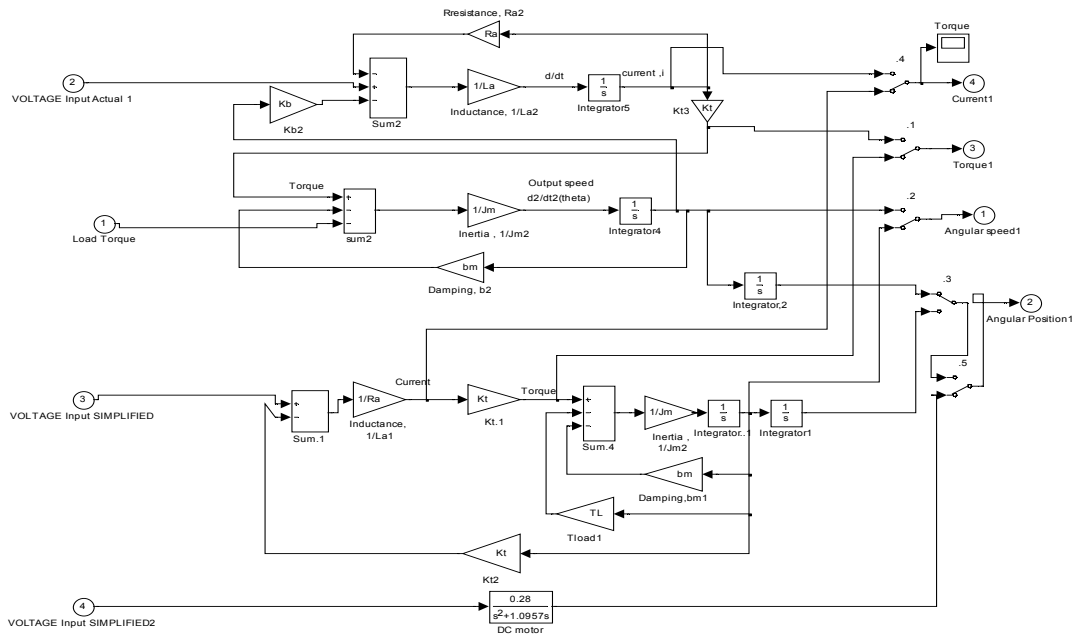 Rresistance, Ra2
Ra
Torque
2
VOLTAGE Input Actual 1
Kb
Kb2
Sum2
1/La
Inductance, 1/La2
d/dt
1
s
Integrator5
current ,i
Kt3
Kt
.4
4
Current1
.1
3
Torque1
Torque
sum2
1
Load Torque
1/Jm
Inertia , 1/Jm2
Output speed
d2/dt2(theta)
1
s
Integrator4
.2
1
Angular speed1
bm
Damping, b2
1
s
Integrator,2
.3
2
Angular Position1
.5
3
VOLTAGE Input SIMPLIFIED
Sum.1
1/Ra
Inductance,
1/La1
Current
Kt
Kt.1
Torque
Sum.4
1/Jm
Inertia ,
1/Jm2
1
s
Integrator..1
1
s
Integrator1
bm
Damping,bm1
TL
Tload1
Kt
Kt2
4
VOLTAGE Input SIMPLIFIED2
0.28
s2+1.0957s
DC motor